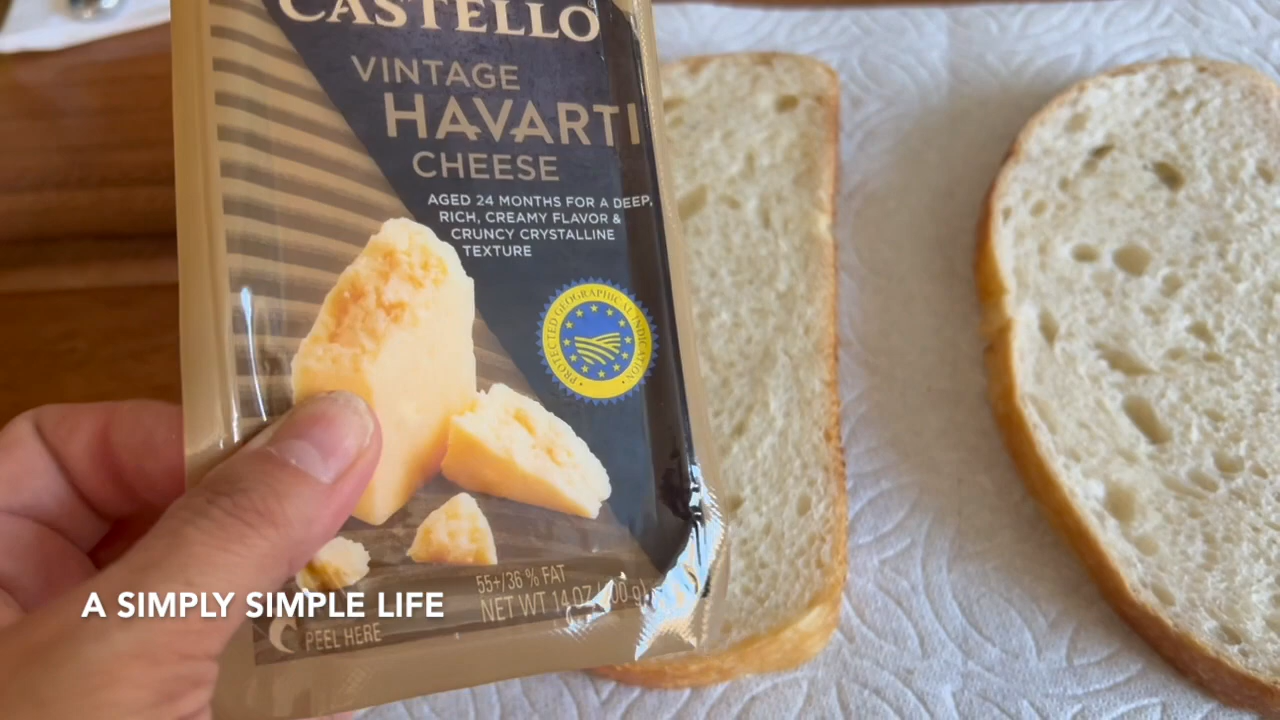 CASTELLO
VINTAGE
HAVARTI
CHEESE
AGED 24 MONTHS FOR A DEEP,
RICH, CREAMY FLAVOR &
CRUNCY CRYSTALLINE
TEXTURE
PROTECTED GEOGRAPHICAL INDICATION
55+/36 % FAT
NET WT 14 OZ (400 g)
PEEL HERE
A SIMPLY SIMPLE LIFE